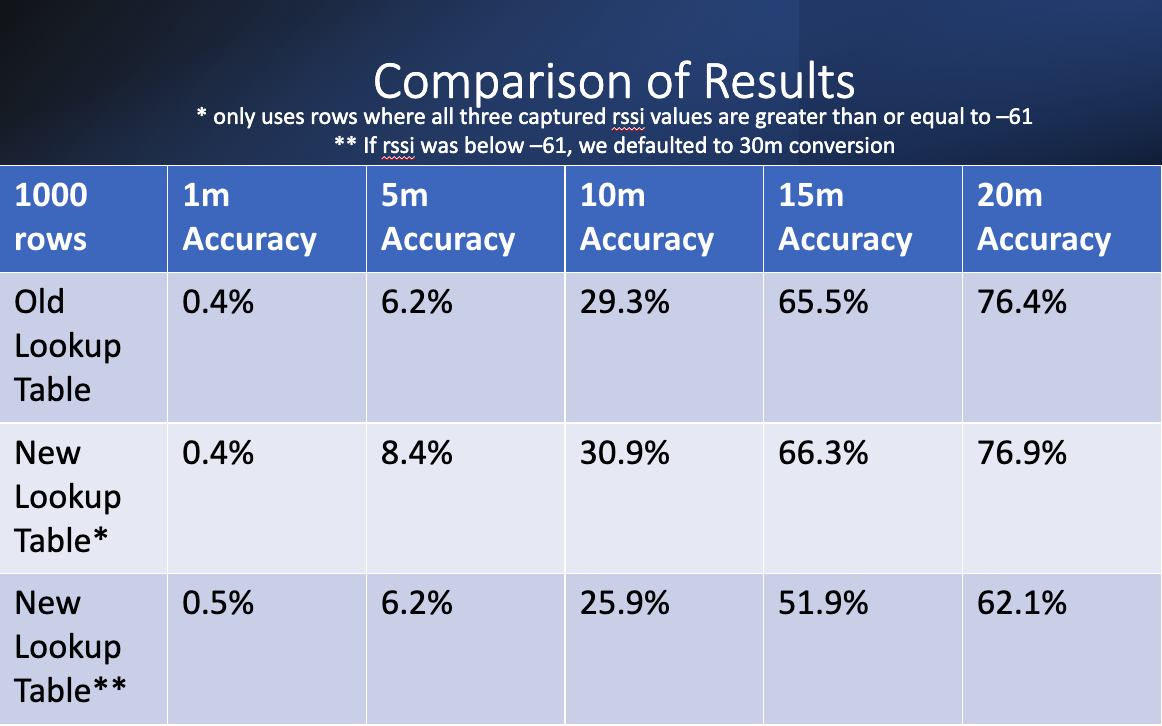 Comparison of Results
* only uses rows where all three captured rssi values are greater than or equal to –61
** If rssi was below –61, we defaulted to 30m conversion
1000 rows | 1m Accuracy | 5m Accuracy | 10m Accuracy | 15m Accuracy | 20m Accuracy
Old Lookup Table | 0.4% | 6.2% | 29.3% | 65.5% | 76.4%
New Lookup Table* | 0.4% | 8.4% | 30.9% | 66.3% | 76.9%
New Lookup Table** | 0.5% | 6.2% | 25.9% | 51.9% | 62.1%